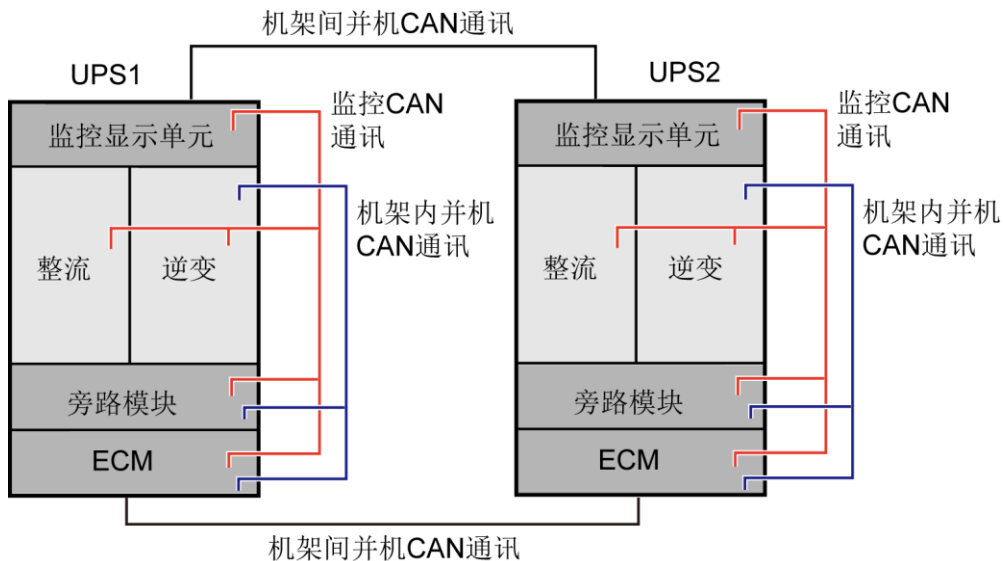 机架间并机CAN通讯
UPS1
UPS2
监控CAN
通讯
监控CAN
通讯
监控显示单元
监控显示单元
机架内并机
CAN通讯
机架内并机
CAN通讯
整流
逆变
整流
逆变
旁路模块
旁路模块
ECM
ECM
机架间并机CAN通讯